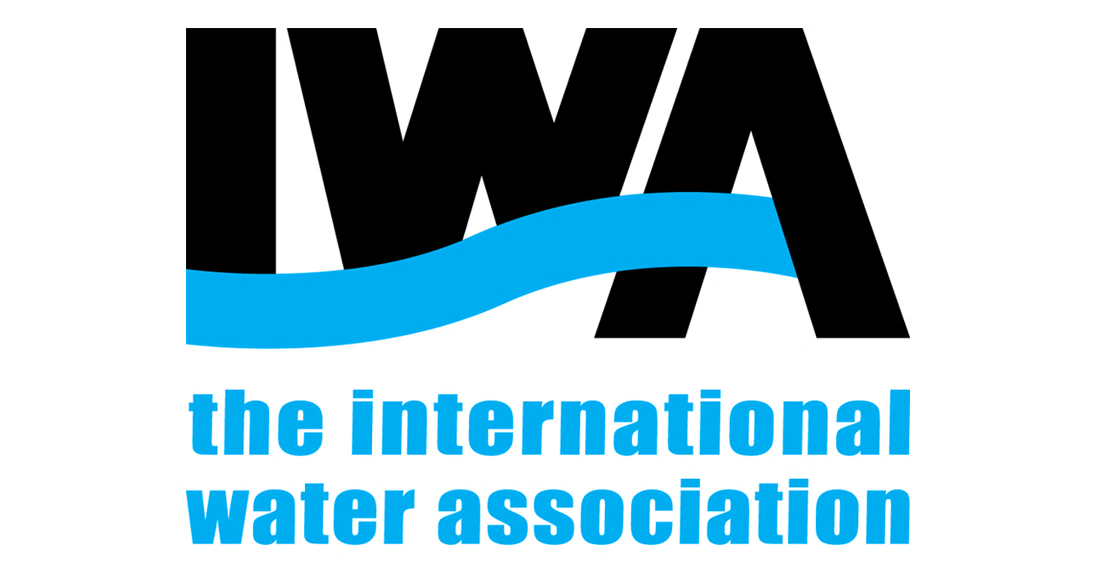 IWA
the international
water association